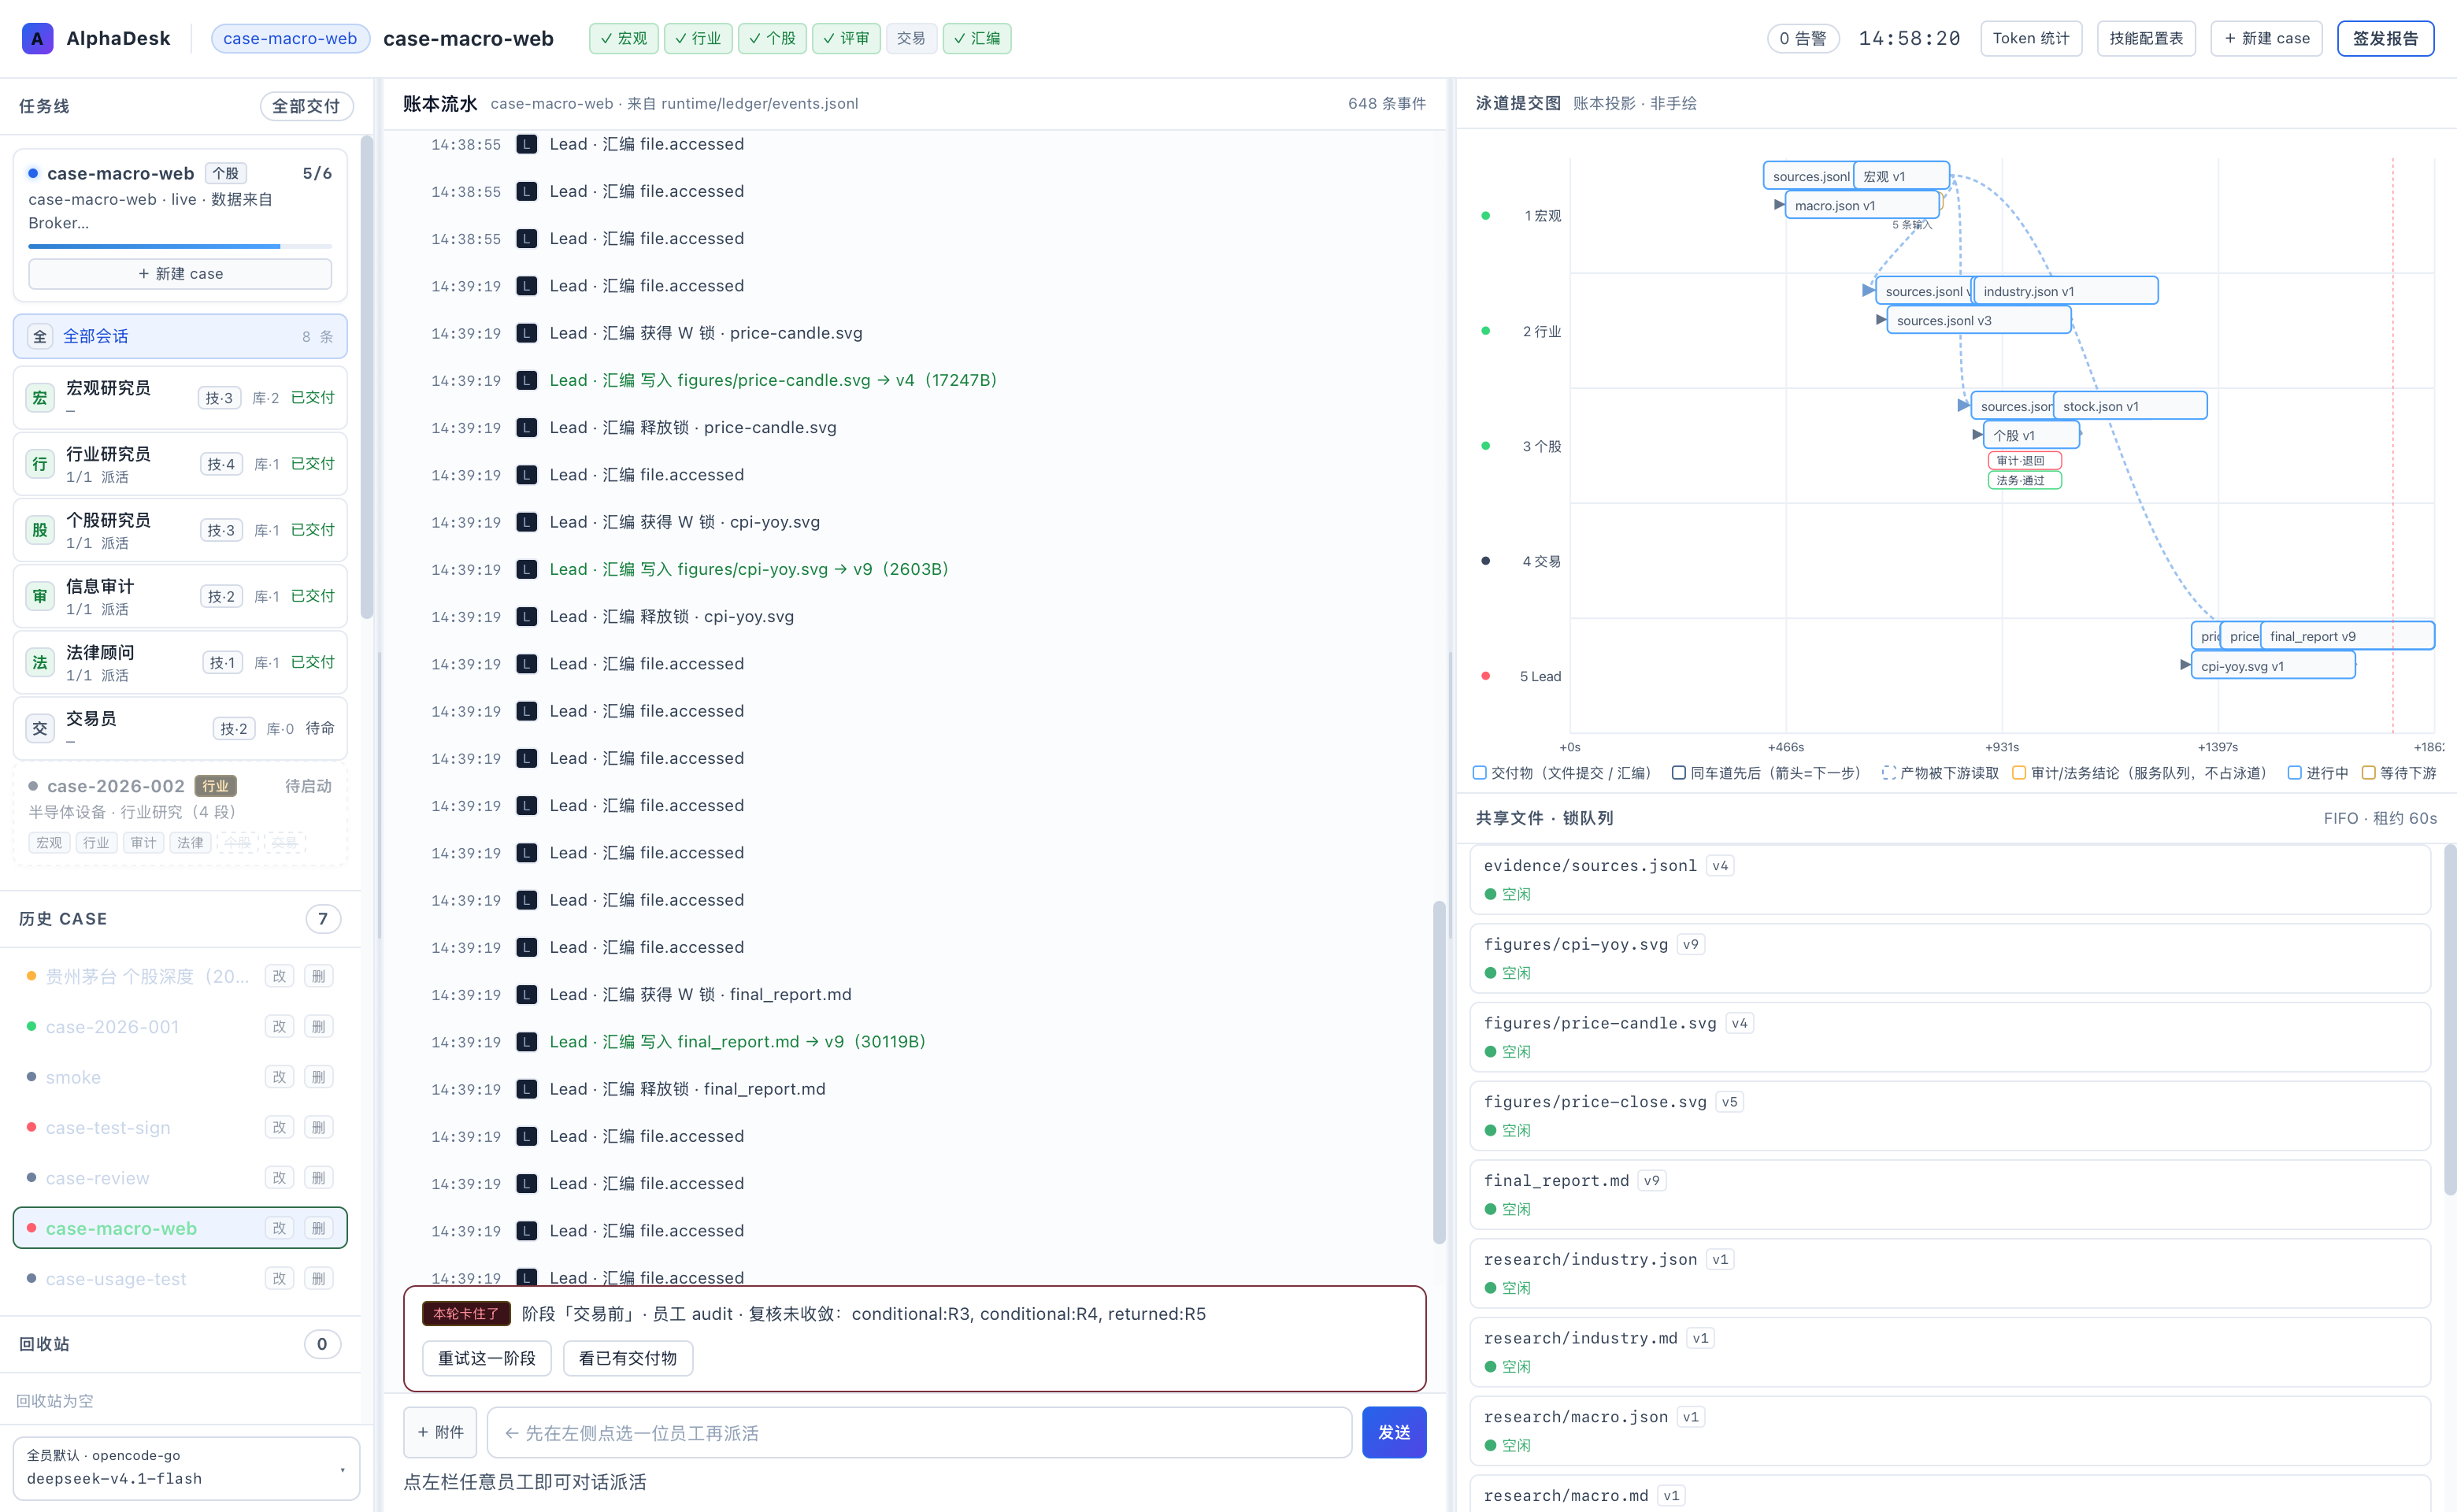 A AlphaDesk case-macro-web case-macro-web ✓ 宏观 ✓ 行业 ✓ 个股 ✓ 评审 交易 ✓ 汇编 0 告警 14:58:20 Token 统计 技能配置表 + 新建 case 签发报告
任务线 全部交付
case-macro-web 个股 5/6
case-macro-web · live · 数据来自
Broker...
+ 新建 case
全 全部会话 8 条
宏 宏观研究员 技·3 库·2 已交付
—
行 行业研究员 技·4 库·1 已交付
1/1 派活
股 个股研究员 技·3 库·1 已交付
1/1 派活
审 信息审计 技·2 库·1 已交付
1/1 派活
法 法律顾问 技·1 库·1 已交付
1/1 派活
交 交易员 技·2 库·0 待命
—
case-2026-002 行业 待启动
半导体设备 · 行业研究（4 段）
宏观 行业 审计 法律 个股 交易
历史 CASE 7
贵州茅台 个股深度（20... 改 删
case-2026-001 改 删
smoke 改 删
case-test-sign 改 删
case-review 改 删
case-macro-web 改 删
case-usage-test 改 删
回收站 0
回收站为空
全员默认 · opencode-go
deepseek-v4.1-flash
账本流水 case-macro-web · 来自 runtime/ledger/events.jsonl 648 条事件
14:38:55 L Lead · 汇编 file.accessed
14:38:55 L Lead · 汇编 file.accessed
14:38:55 L Lead · 汇编 file.accessed
14:39:19 L Lead · 汇编 file.accessed
14:39:19 L Lead · 汇编 获得 W 锁 · price-candle.svg
14:39:19 L Lead · 汇编 写入 figures/price-candle.svg → v4（17247B）
14:39:19 L Lead · 汇编 释放锁 · price-candle.svg
14:39:19 L Lead · 汇编 file.accessed
14:39:19 L Lead · 汇编 获得 W 锁 · cpi-yoy.svg
14:39:19 L Lead · 汇编 写入 figures/cpi-yoy.svg → v9（2603B）
14:39:19 L Lead · 汇编 释放锁 · cpi-yoy.svg
14:39:19 L Lead · 汇编 file.accessed
14:39:19 L Lead · 汇编 file.accessed
14:39:19 L Lead · 汇编 file.accessed
14:39:19 L Lead · 汇编 file.accessed
14:39:19 L Lead · 汇编 file.accessed
14:39:19 L Lead · 汇编 file.accessed
14:39:19 L Lead · 汇编 file.accessed
14:39:19 L Lead · 汇编 获得 W 锁 · final_report.md
14:39:19 L Lead · 汇编 写入 final_report.md → v9（30119B）
14:39:19 L Lead · 汇编 释放锁 · final_report.md
14:39:19 L Lead · 汇编 file.accessed
14:39:19 L Lead · 汇编 file.accessed
14:39:19 L Lead · 汇编 file.accessed
14:39:19 L Lead · 汇编 file.accessed
本轮卡住了 阶段「交易前」· 员工 audit · 复核未收敛：conditional:R3, conditional:R4, returned:R5
重试这一阶段 看已有交付物
+ 附件 ← 先在左侧点选一位员工再派活 发送
点左栏任意员工即可对话派活
泳道提交图 账本投影 · 非手绘
sources.jsonl 宏观 v1
macro.json v1
1 宏观
5 条输入
sources.jsonl v industry.json v1
sources.jsonl v3
2 行业
sources.jsor stock.json v1
个股 v1
3 个股
审计·退回
法务·通过
4 交易
pric price final_report v9
cpi-yoy.svg v1
5 Lead
+0s +466s +931s +1397s +1862
交付物（文件提交 / 汇编） 同车道先后（箭头=下一步） 产物被下游读取 审计/法务结论（服务队列，不占泳道） 进行中 等待下游
共享文件 · 锁队列 FIFO · 租约 60s
evidence/sources.jsonl v4
空闲
figures/cpi-yoy.svg v9
空闲
figures/price-candle.svg v4
空闲
figures/price-close.svg v5
空闲
final_report.md v9
空闲
research/industry.json v1
空闲
research/industry.md v1
空闲
research/macro.json v1
空闲
research/macro.md v1